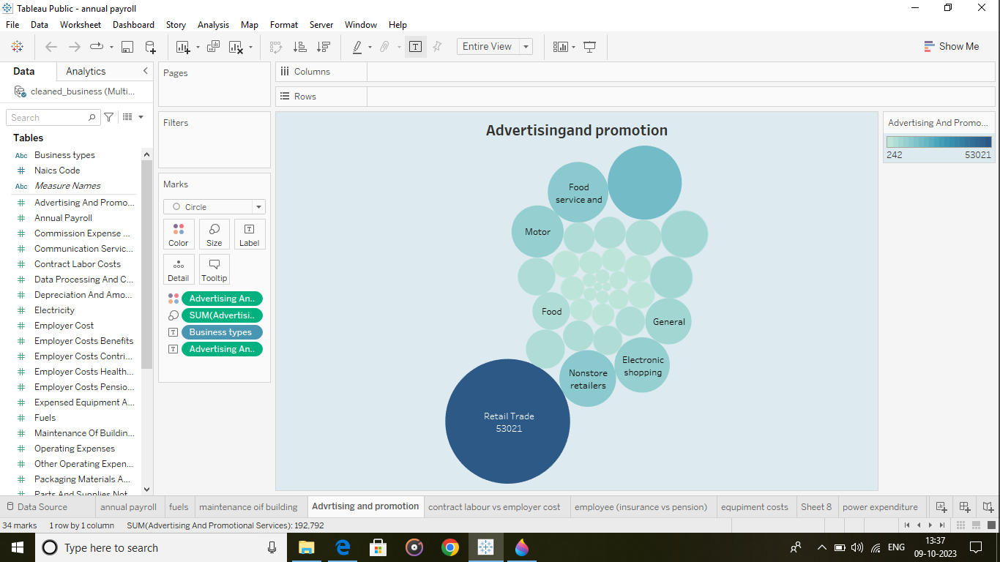 Tableau Public - annual payroll
File Data Worksheet Dashboard Story Analysis Map Format Server Window Help
Entire View
Show Me
Data
Analytics
cleaned_business (Multi...
Search
Tables
Abc Business types
# Naics Code
Abc Measure Names
# Advertising And Promo...
# Annual Payroll
# Commission Expense ...
# Communication Servic...
# Contract Labor Costs
# Data Processing And C...
# Depreciation And Amo...
# Electricity
# Employer Cost
# Employer Costs Benefits
# Employer Costs Contri...
# Employer Costs Health...
# Employer Costs Pensio...
# Expensed Equipment A...
# Fuels
# Maintenance Of Buildin...
# Operating Expenses
# Other Operating Expen...
# Packaging Materials A...
# Parts And Supplies Not
Pages
Filters
Marks
Circle
Color
Size
T
Label
Detail
Tooltip
Advertising An..
SUM(Advertisi..
T Business types
T Advertising An..
Columns
Rows
Advertisingand promotion
Food
service and
Motor
Food
General
Electronic
shopping
Nonstore
retailers
Retail Trade
53021
Advertising And Promo...
242
53021
Data Source
annual payroll
fuels
maintenance oif building
Advrtising and promotion
contract labour vs employer cost
employee (insurance vs pension)
equpiment costs
Sheet 8
power expenditure
34 marks
1 row by 1 column
SUM(Advertising And Promotional Services): 192,792
Type here to search
ENG
13:37
09-10-2023